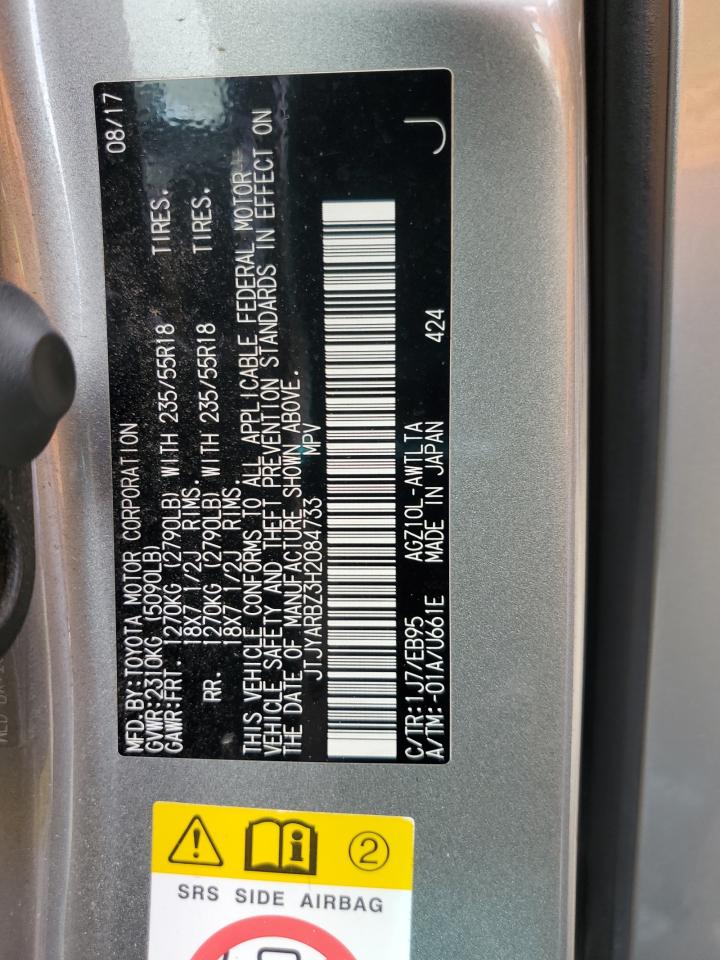 MFD.BY:TOYOTA MOTOR CORPORATION 08/17
GVWR:2310KG (5090LB)
GAWR:FRT. 1270KG (2790LB) WITH 235/55R18 TIRES.
18X7 1/2J RIMS.
RR. 1270KG (2790LB) WITH 235/55R18 TIRES.
18X7 1/2J RIMS.
THIS VEHICLE CONFORMS TO ALL APPLICABLE FEDERAL MOTOR
VEHICLE SAFETY AND THEFT PREVENTION STANDARDS IN EFFECT ON
THE DATE OF MANUFACTURE SHOWN ABOVE.
JTJYARBZ3H2084733 MPV
C/TR:1J7/EB95 AGZ10L-AWTLTA J
A/TM:-01A/U661E MADE IN JAPAN 424
2
SRS SIDE AIRBAG